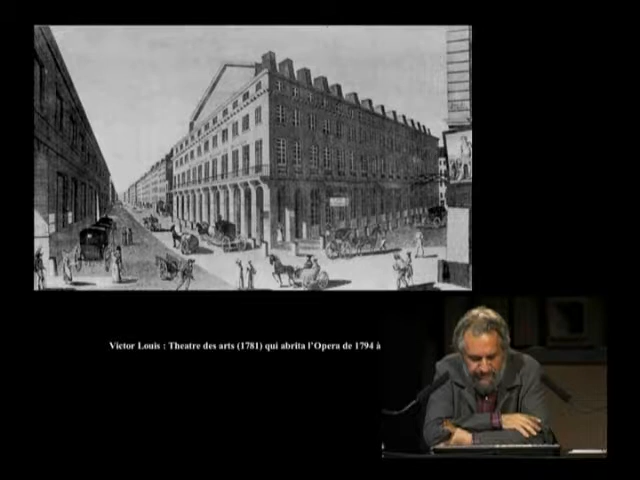 Victor Louis : Theatre des arts (1781) qui abrita l'Opera de 1794 à